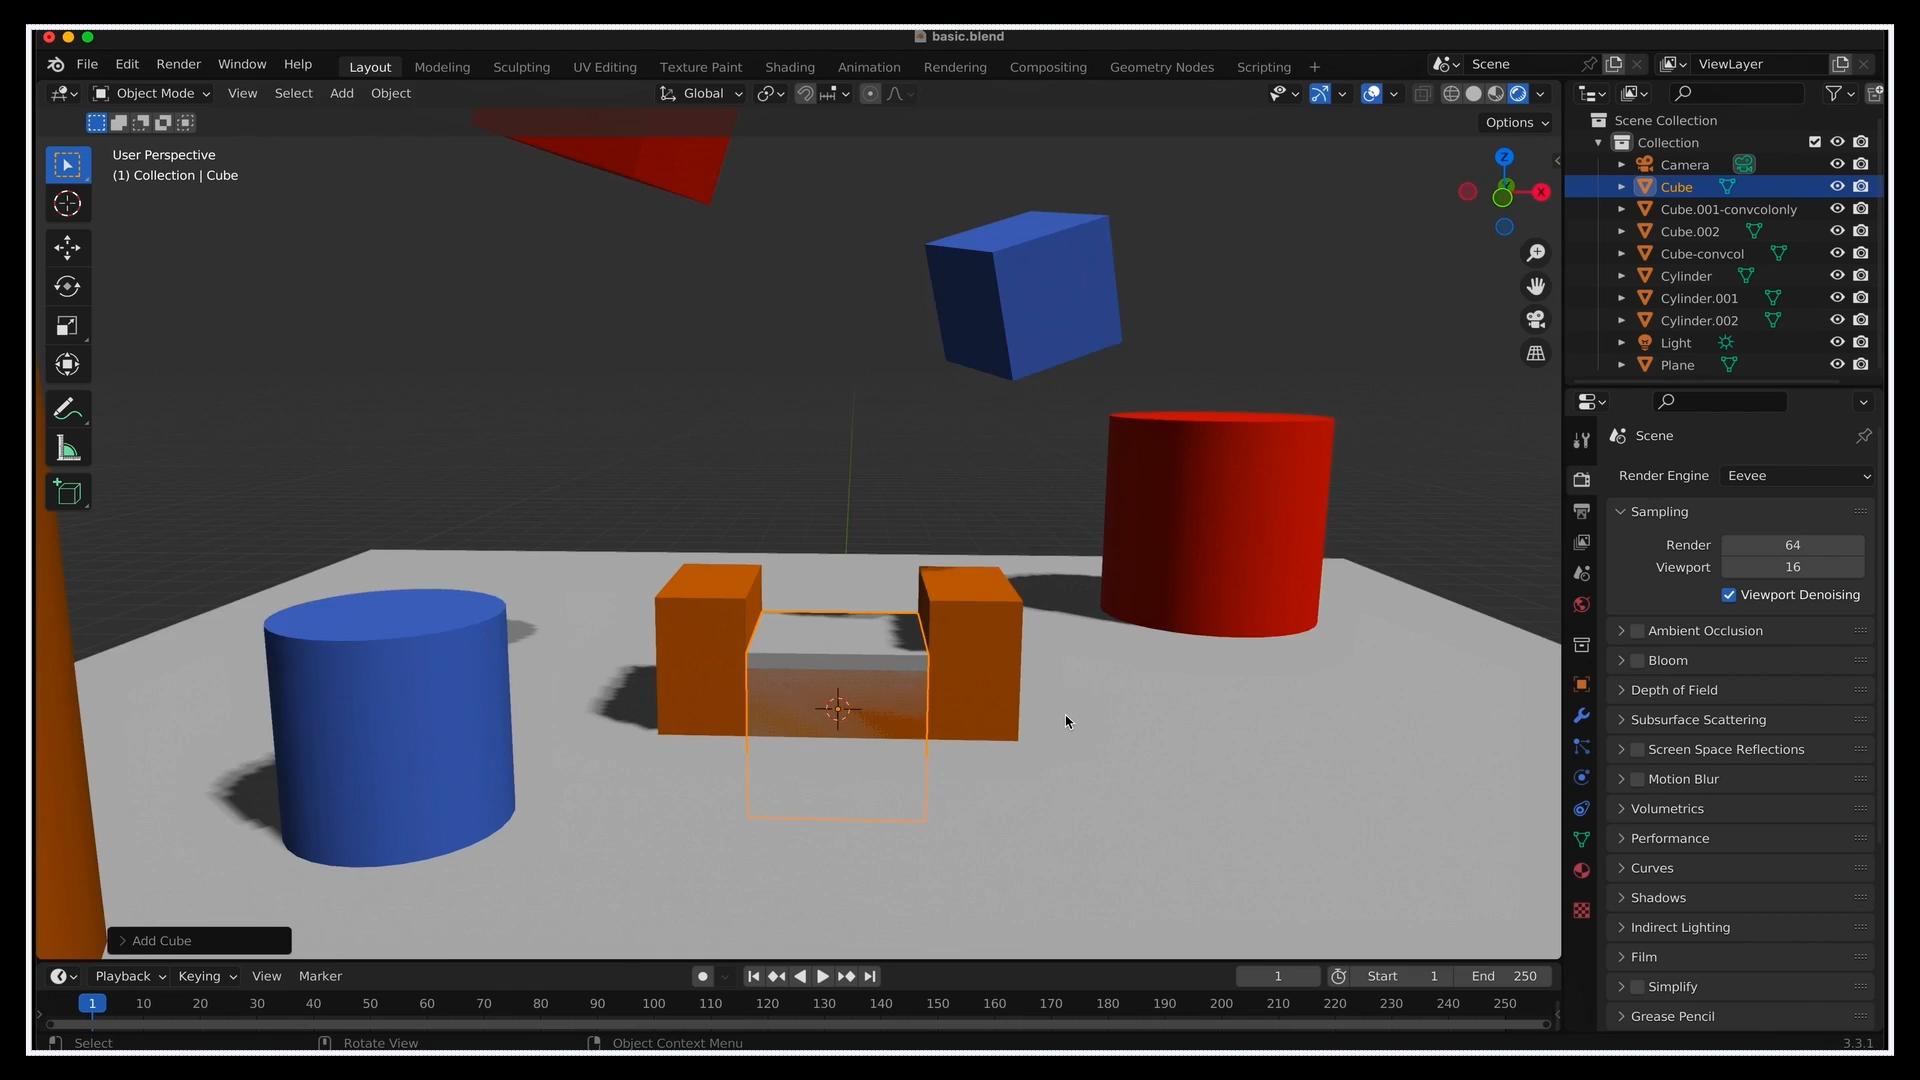 basic.blend
File Edit Render Window Help
Layout Modeling Sculpting UV Editing Texture Paint Shading Animation Rendering Compositing Geometry Nodes Scripting +
Scene
ViewLayer
Object Mode View Select Add Object
Global
Options
User Perspective
(1) Collection | Cube
Z
Y
X
Add Cube
Scene Collection
Collection
Camera
Cube
Cube.001-convcolonly
Cube.002
Cube-convcol
Cylinder
Cylinder.001
Cylinder.002
Light
Plane
Scene
Render Engine Eevee
Sampling
Render 64
Viewport 16
Viewport Denoising
Ambient Occlusion
Bloom
Depth of Field
Subsurface Scattering
Screen Space Reflections
Motion Blur
Volumetrics
Performance
Curves
Shadows
Indirect Lighting
Film
Simplify
Grease Pencil
Playback Keying View Marker
1
Start 1 End 250
1 10 20 30 40 50 60 70 80 90 100 110 120 130 140 150 160 170 180 190 200 210 220 230 240 250
Select Rotate View Object Context Menu
3.3.1